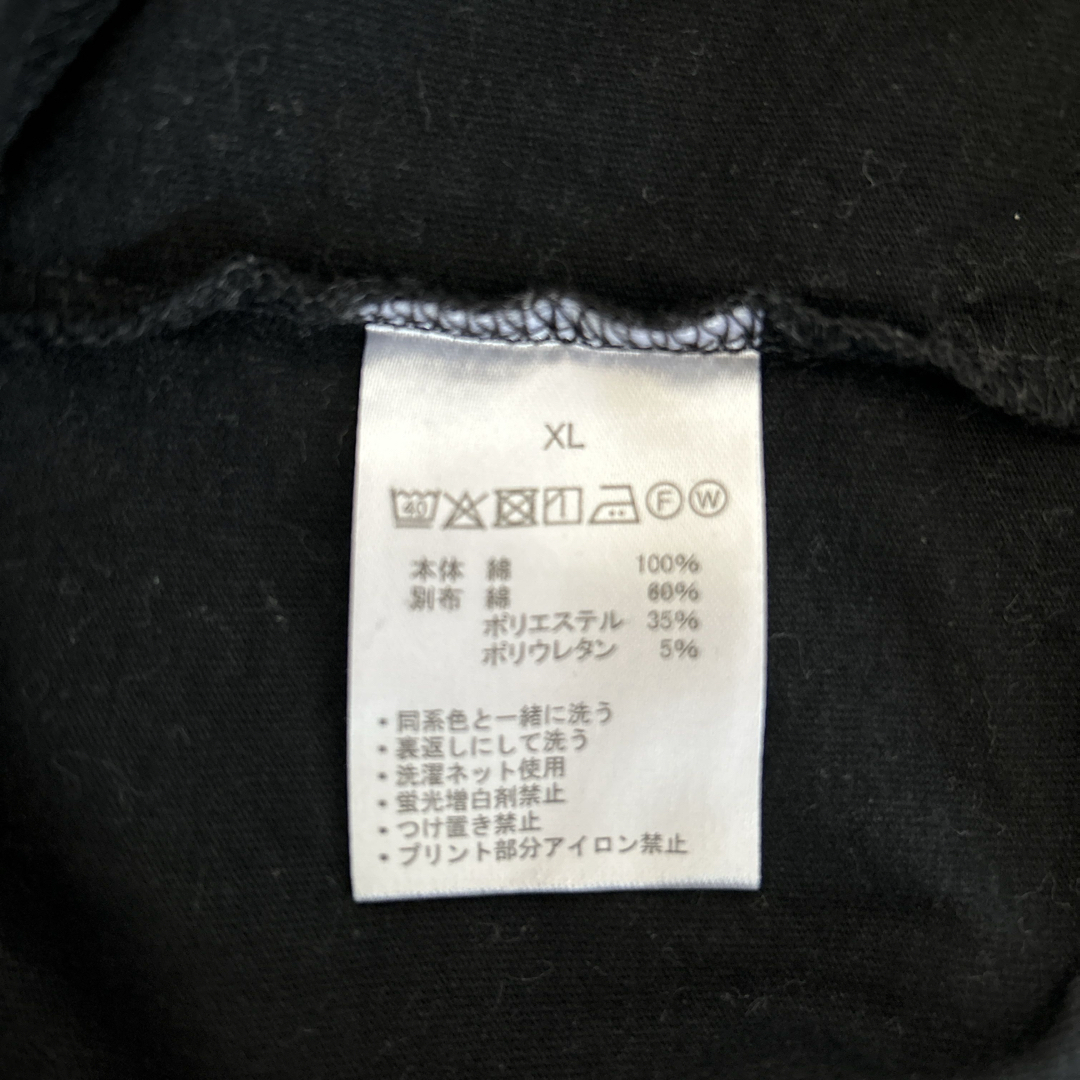 XL
40 F W
本体 綿 100%
別布 綿 60%
ポリエステル 35%
ポリウレタン 5%
・同系色と一緒に洗う
・裏返しにして洗う
・洗濯ネット使用
・蛍光増白剤禁止
・つけ置き禁止
・プリント部分アイロン禁止